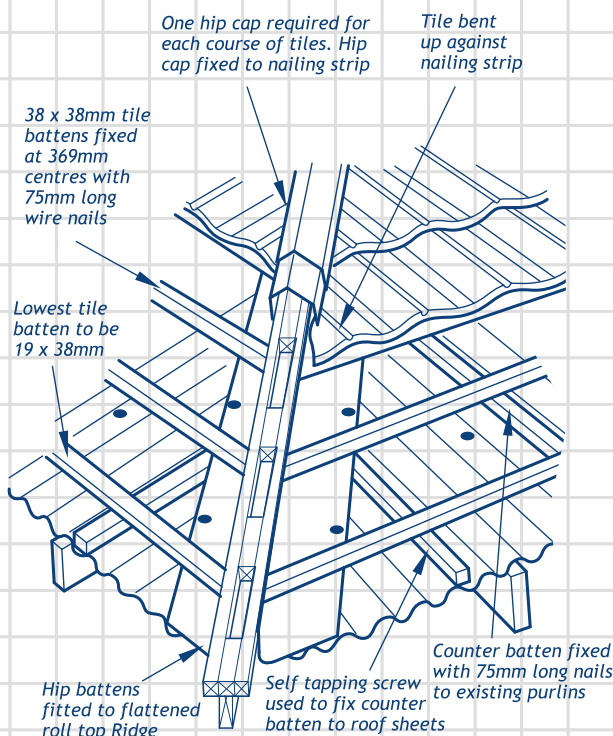 One hip cap required for
each course of tiles. Hip
cap fixed to nailing strip
Tile bent
up against
nailing strip
38 x 38mm tile
battens fixed
at 369mm
centres with
75mm long
wire nails
Lowest tile
batten to be
19 x 38mm
Hip battens
fitted to flattened
roll top Ridge
Self tapping screw
used to fix counter
batten to roof sheets
Counter batten fixed
with 75mm long nails
to existing purlins